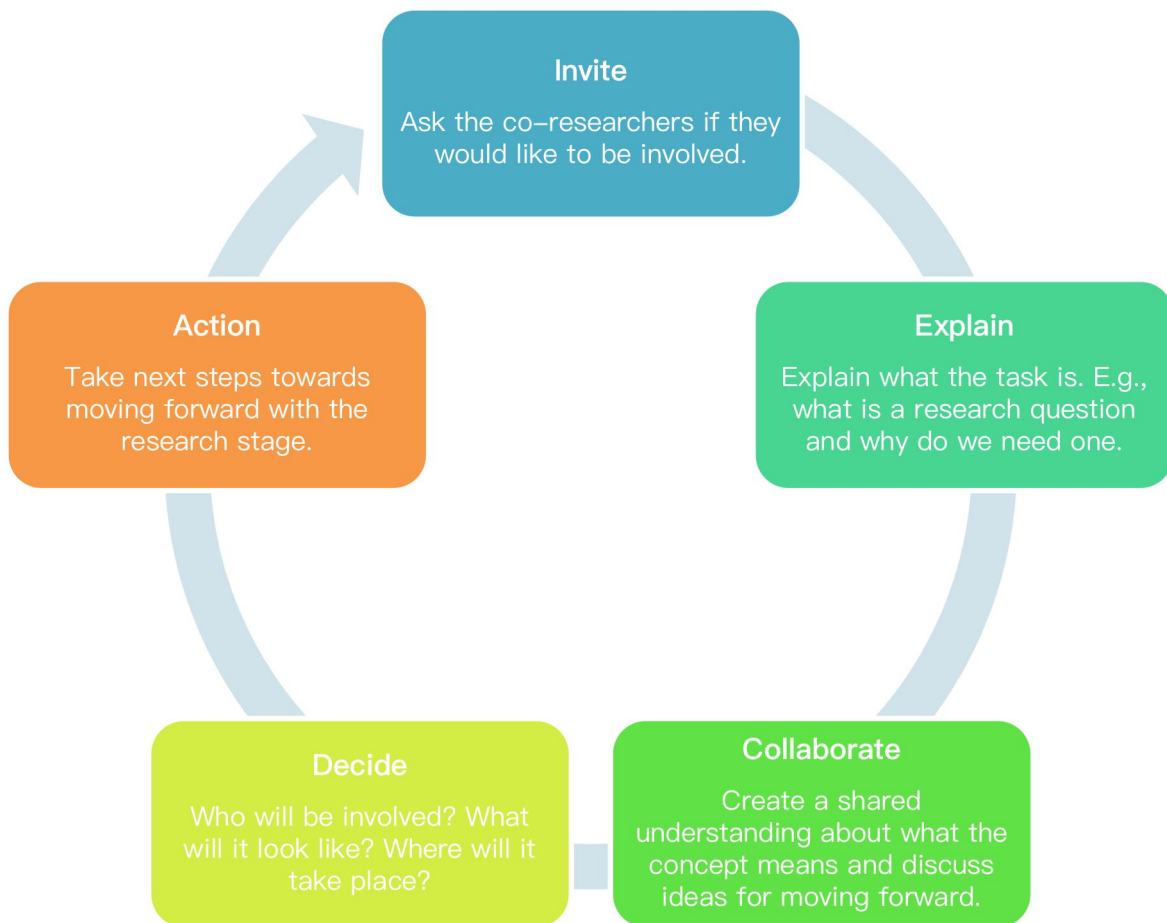 Invite
Ask the co–researchers if they
would like to be involved.
Explain
Explain what the task is. E.g.,
what is a research question
and why do we need one.
Collaborate
Create a shared
understanding about what the
concept means and discuss
ideas for moving forward.
Decide
Who will be involved? What
will it look like? Where will it
take place?
Action
Take next steps towards
moving forward with the
research stage.